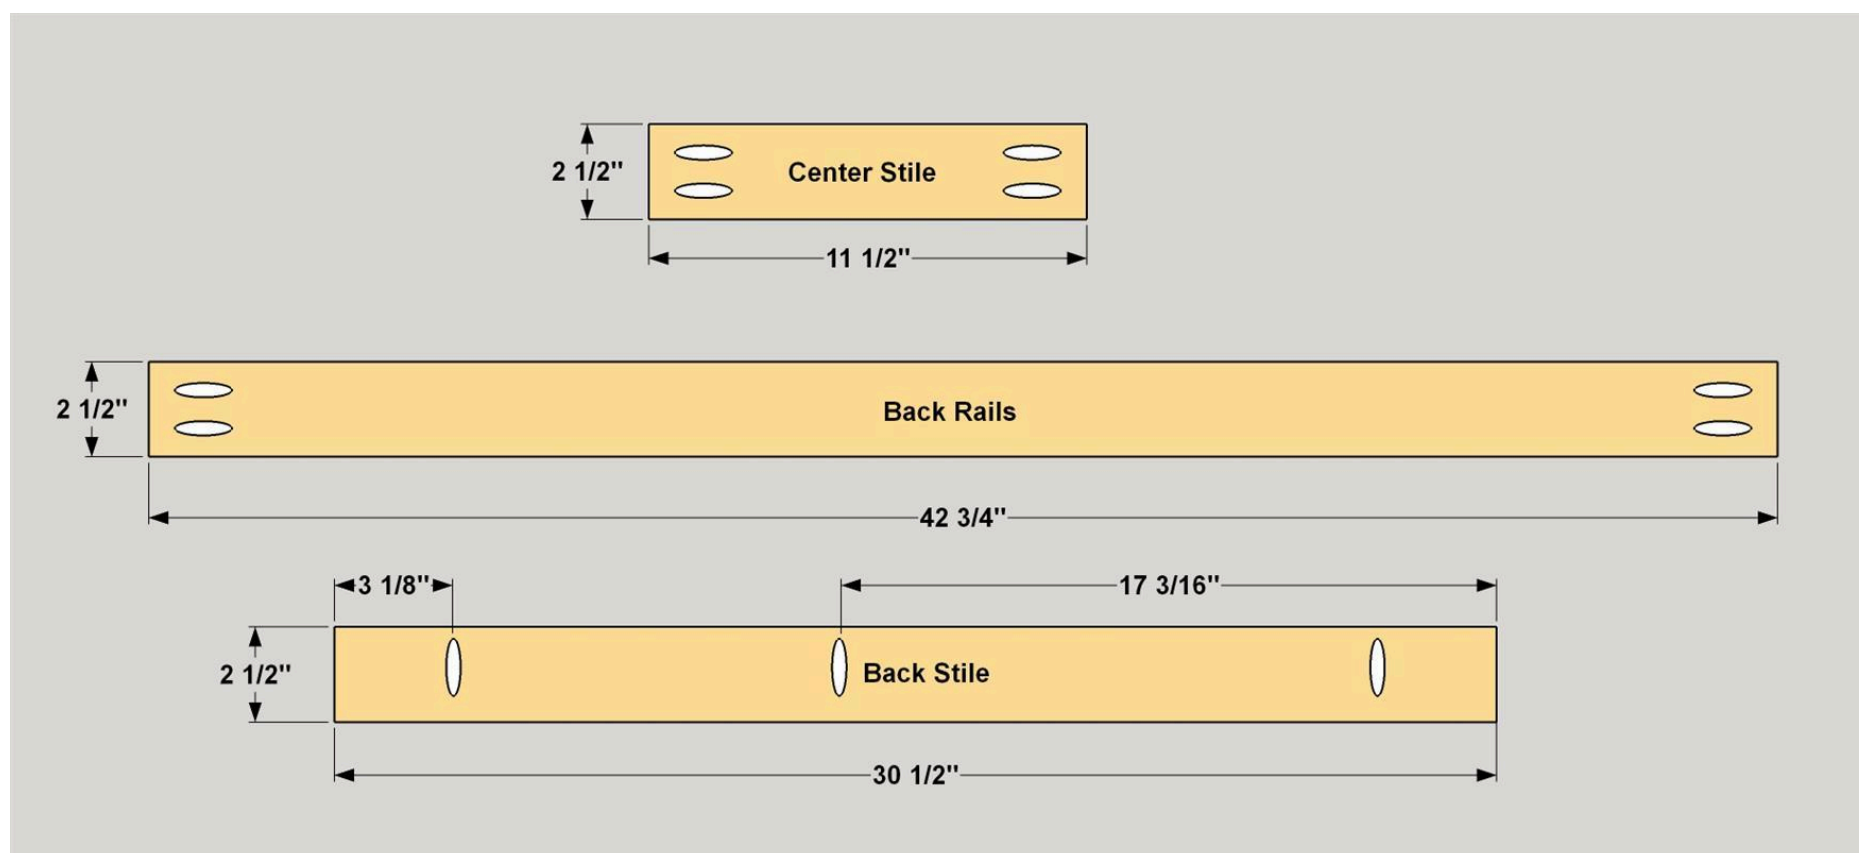 2 1/2"
Center Stile
11 1/2"
2 1/2"
Back Rails
42 3/4"
3 1/8"
17 3/16"
2 1/2"
Back Stile
30 1/2"